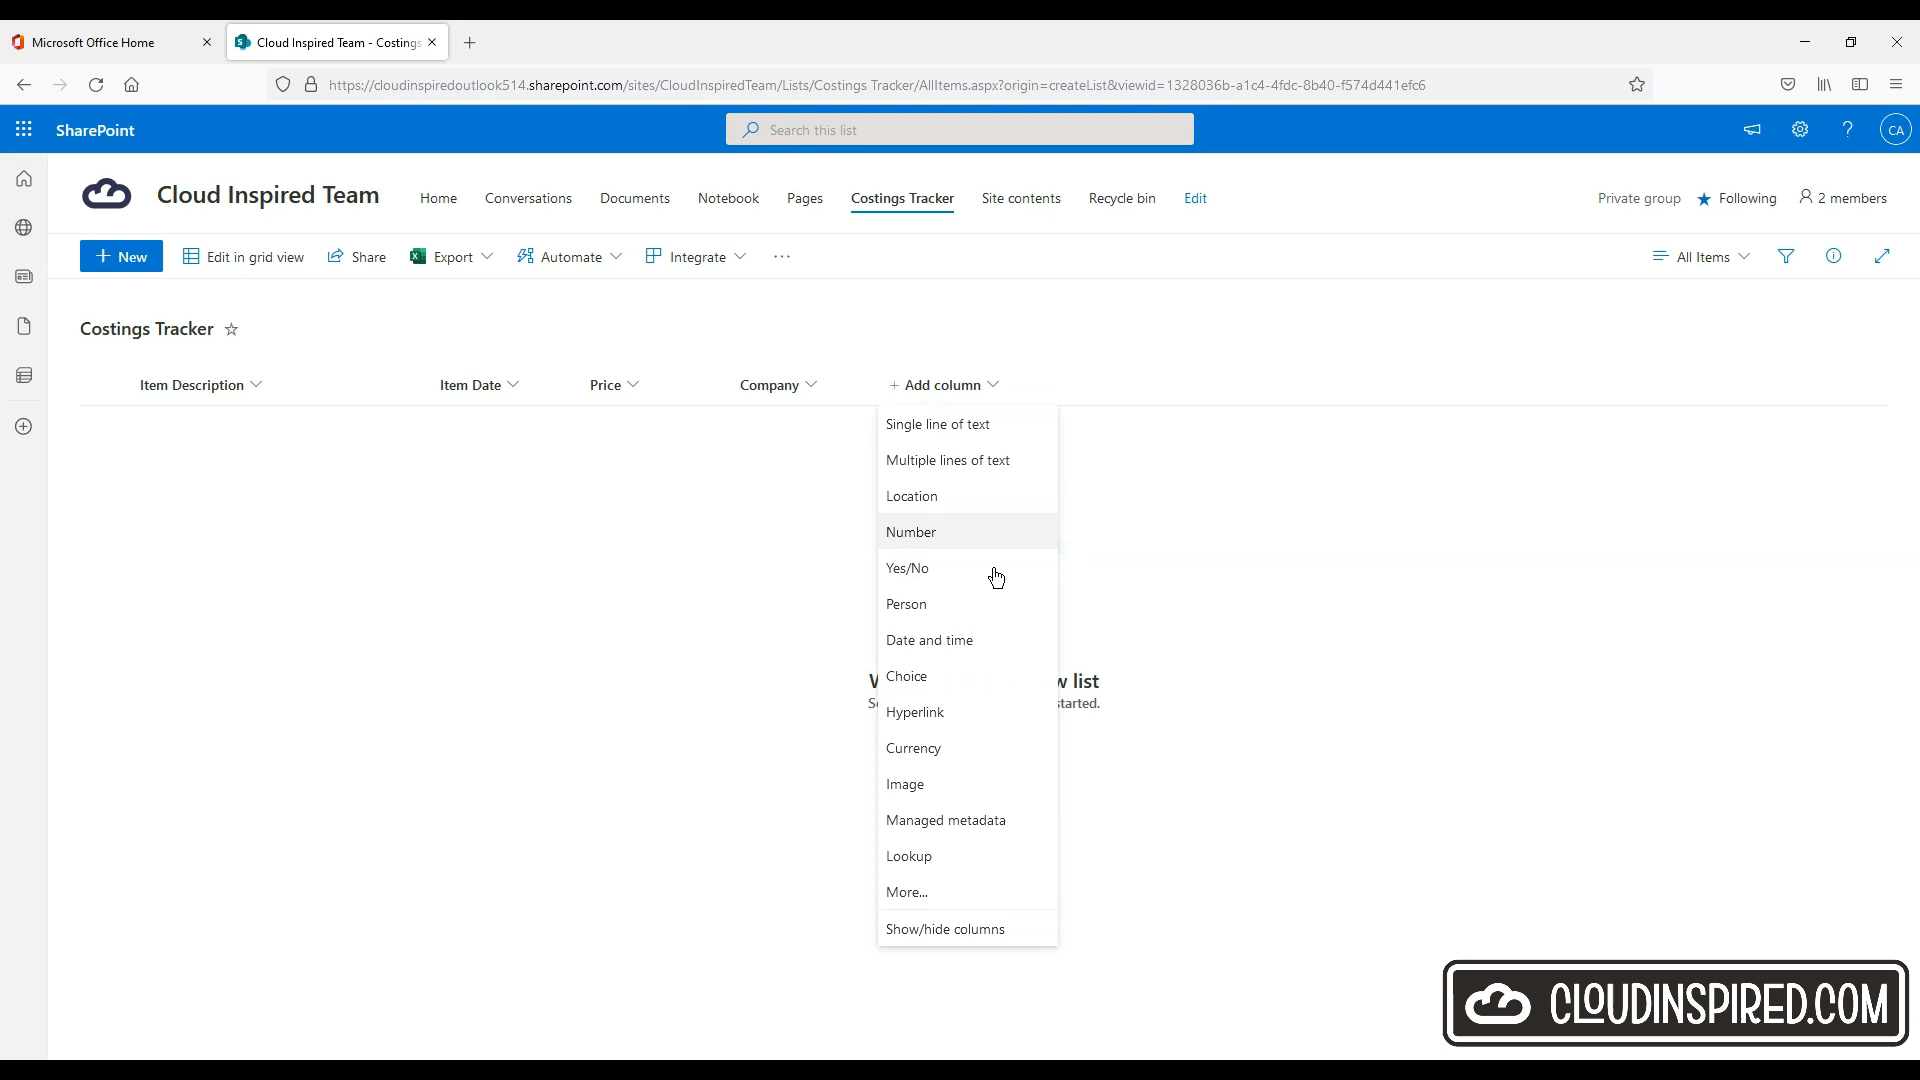 Microsoft Office Home
Cloud Inspired Team - Costings
https://cloudinspiredoutlook514.sharepoint.com/sites/CloudInspiredTeam/Lists/Costings Tracker/AllItems.aspx?origin=createList&viewid=1328036b-a1c4-4fdc-8b40-f574d441efc6
SharePoint
Search this list
CA
Cloud Inspired Team
Home
Conversations
Documents
Notebook
Pages
Costings Tracker
Site contents
Recycle bin
Edit
Private group
Following
2 members
New
Edit in grid view
Share
Export
Automate
Integrate
All Items
Costings Tracker
Item Description
Item Date
Price
Company
+ Add column
Single line of text
Multiple lines of text
Location
Number
Yes/No
Person
Date and time
Choice
Hyperlink
Currency
Image
Managed metadata
Lookup
More...
Show/hide columns
list
started.
CLOUDINSPIRED.COM